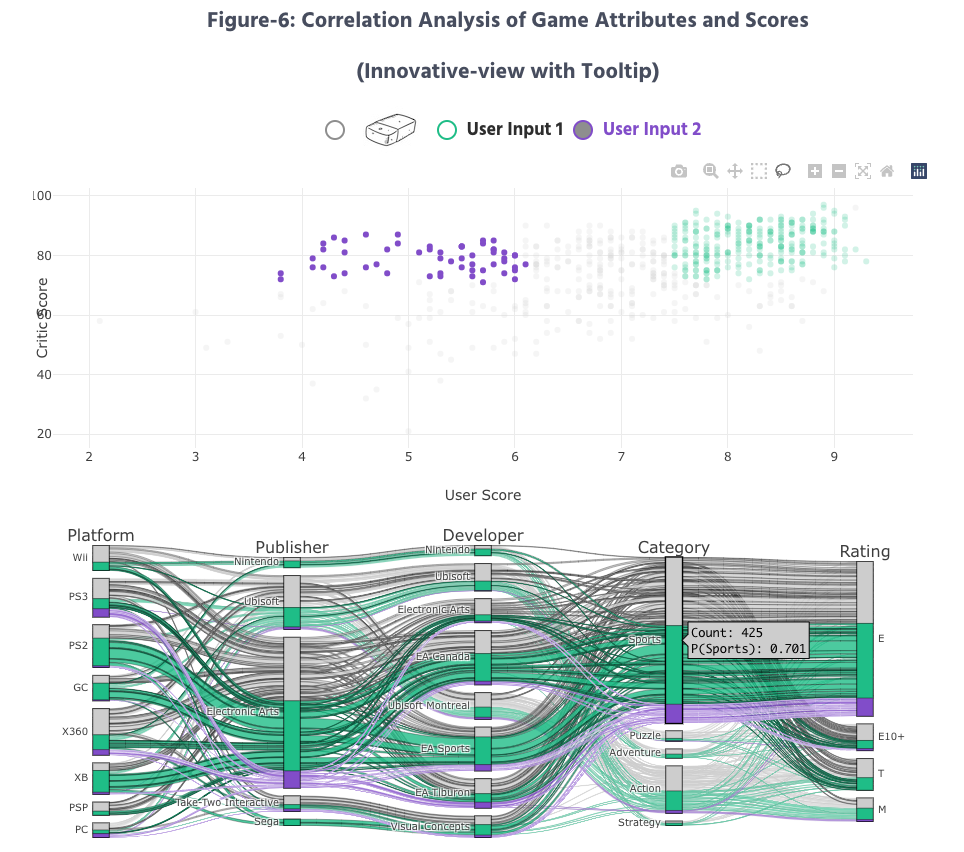 Figure-6: Correlation Analysis of Game Attributes and Scores
(Innovative-view with Tooltip)
User Input 1 User Input 2
100
80
60
40
20
Critic Score
2 3 4 5 6 7 8 9
User Score
Platform Publisher Developer Category Rating
Wii
PS3
PS2
GC
X360
XB
PSP
PC
Nintendo
Ubisoft
Electronic Arts
Take-Two Interactive
Sega
Nintendo
Ubisoft
Electronic Arts
EA Canada
Ubisoft Montreal
EA Sports
EA Tiburon
Visual Concepts
Sports
Puzzle
Adventure
Action
Strategy
Count: 425
P(Sports): 0.701
E
E10+
T
M